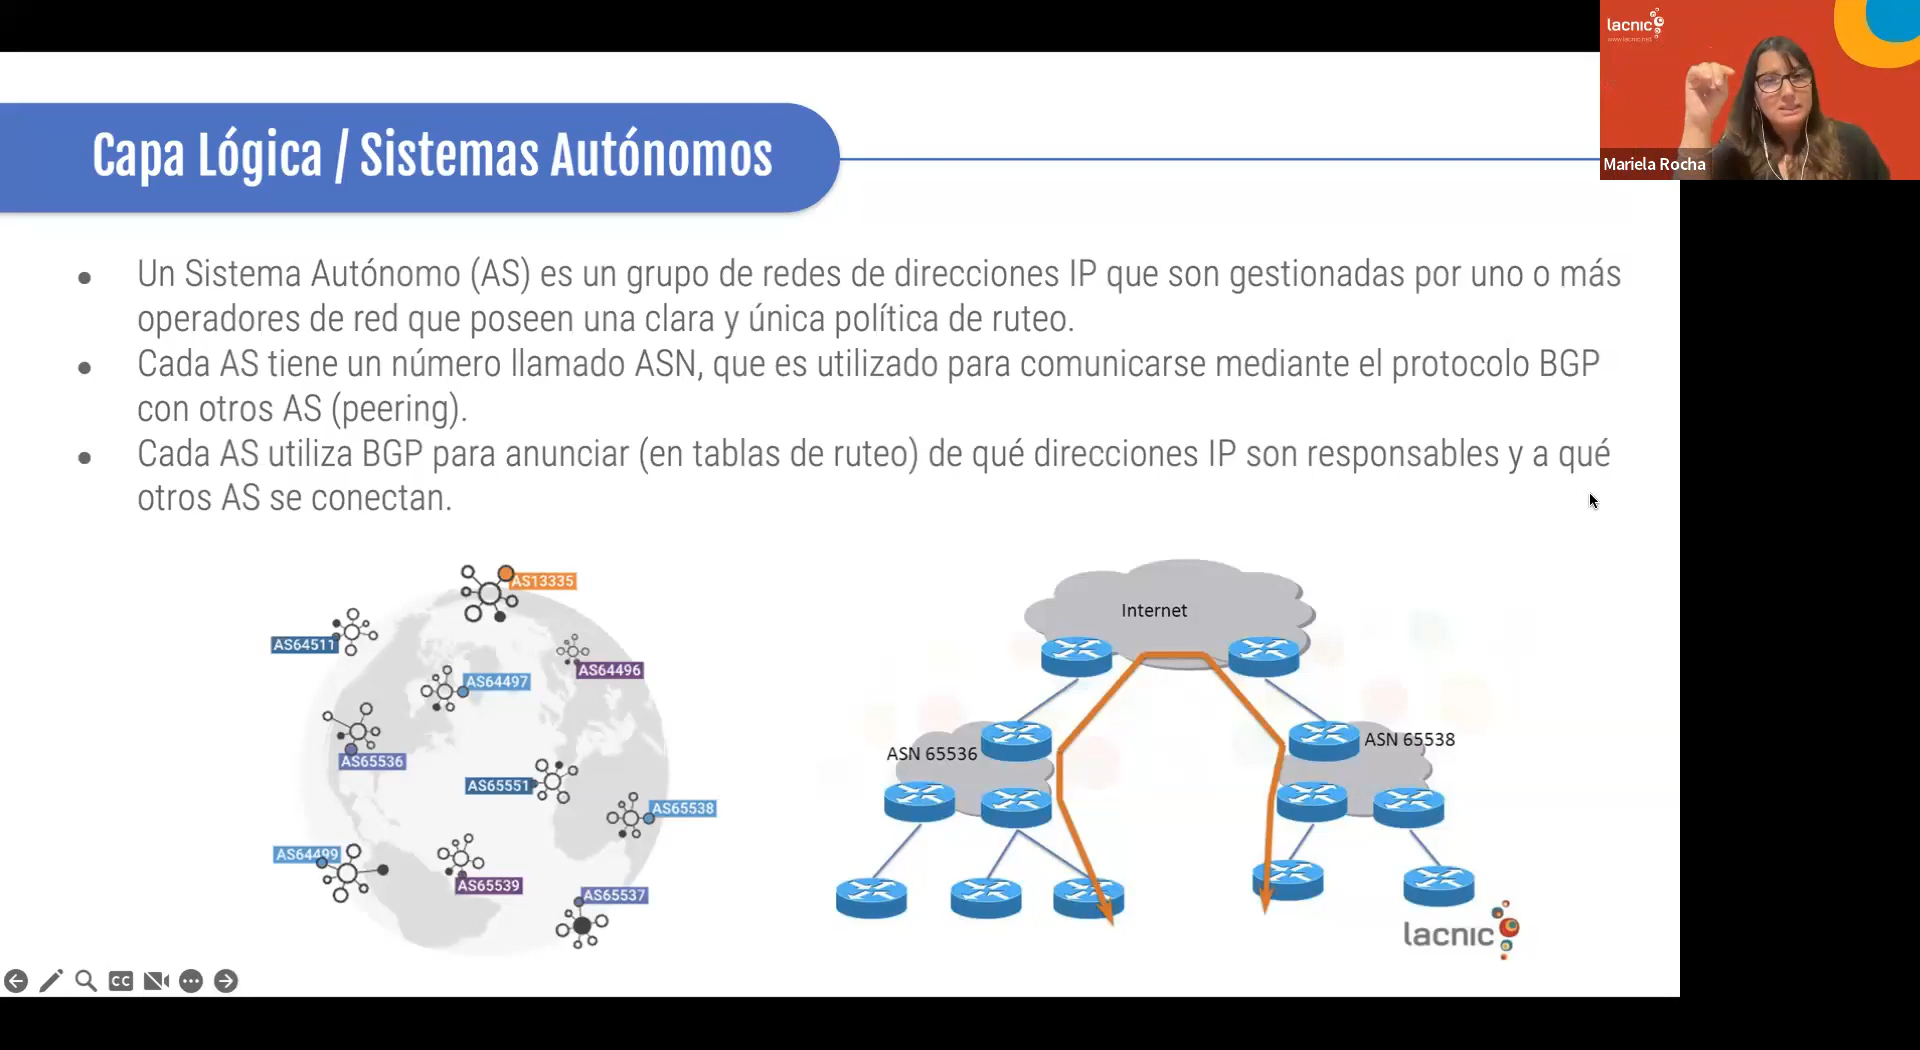 lacnic
www.lacnic.net
Mariela Rocha
Capa Lógica / Sistemas Autónomos
Un Sistema Autónomo (AS) es un grupo de redes de direcciones IP que son gestionadas por uno o más
operadores de red que poseen una clara y única política de ruteo.
Cada AS tiene un número llamado ASN, que es utilizado para comunicarse mediante el protocolo BGP
con otros AS (peering).
Cada AS utiliza BGP para anunciar (en tablas de ruteo) de qué direcciones IP son responsables y a qué
otros AS se conectan.
AS13335
AS64511
AS64496
AS64497
AS65536
AS65551
AS65538
AS64499
AS65539
AS65537
Internet
ASN 65536
ASN 65538
lacnic
CC